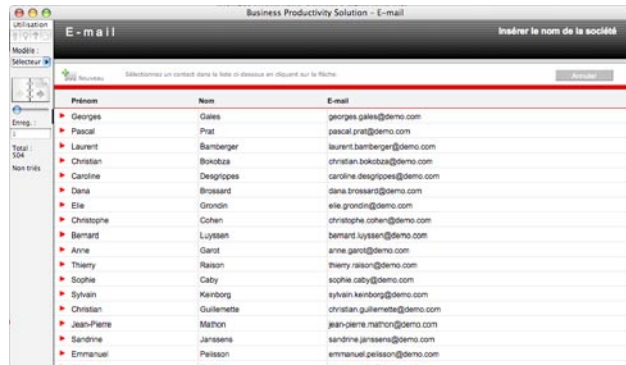 Business Productivity Solution - E-mail
Utilisation
E-mail
Insérer le nom de la société
Modèle :
Sélecteur
Nouveau
Sélectionnez un contact dans la liste ci-dessous en cliquant sur la flèche.
Annuler
Prénom Nom E-mail
Georges Gales georges.gales@demo.com
Enreg. :
1
Pascal Prat pascal.prat@demo.com
Laurent Bamberger laurent.bamberger@demo.com
Total :
504
Christian Bokobza christian.bokobza@demo.com
Non triés
Caroline Desgrippes caroline.desgrippes@demo.com
Dana Brossard dana.brossard@demo.com
Elie Grondin elie.grondin@demo.com
Christophe Cohen christophe.cohen@demo.com
Bernard Luyssen bernard.luyssen@demo.com
Anne Garot anne.garot@demo.com
Thierry Raison thierry.raison@demo.com
Sophie Caby sophie.caby@demo.com
Sylvain Keinborg sylvain.keinborg@demo.com
Christian Guillemette christian.guillemette@demo.com
Jean-Pierre Mathon jean-pierre.mathon@demo.com
Sandrine Janssens sandrine.janssens@demo.com
Emmanuel Pelisson emmanuel.pelisson@demo.com